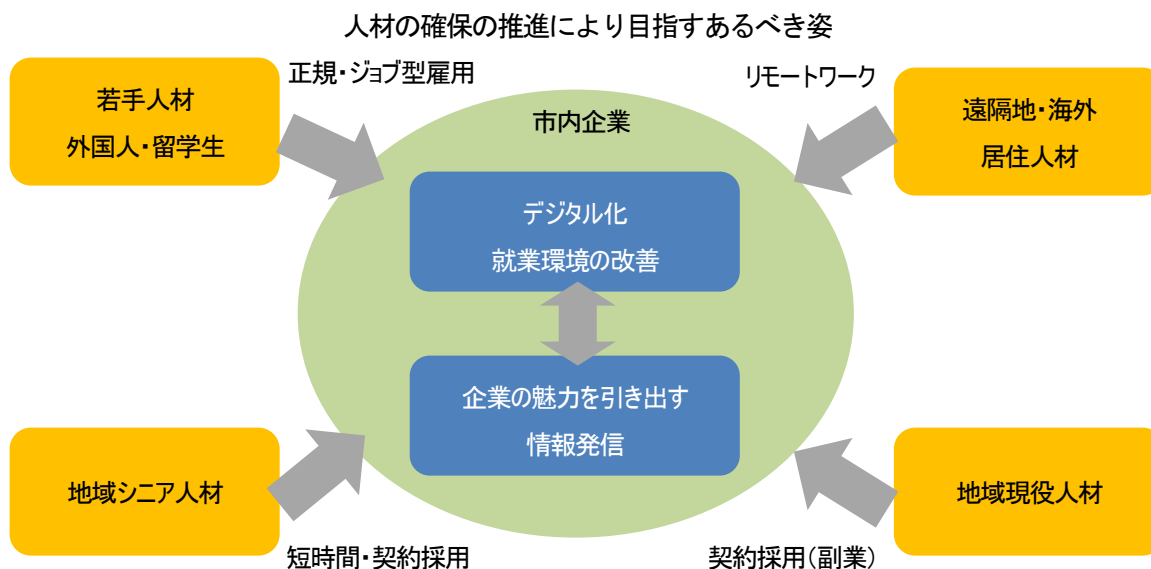 人材の確保の推進により目指すあるべき姿
正規・ジョブ型雇用
リモートワーク
若手人材
外国人・留学生
遠隔地・海外
居住人材
市内企業
デジタル化
就業環境の改善
企業の魅力を引き出す
情報発信
地域シニア人材
地域現役人材
短時間・契約採用
契約採用(副業)